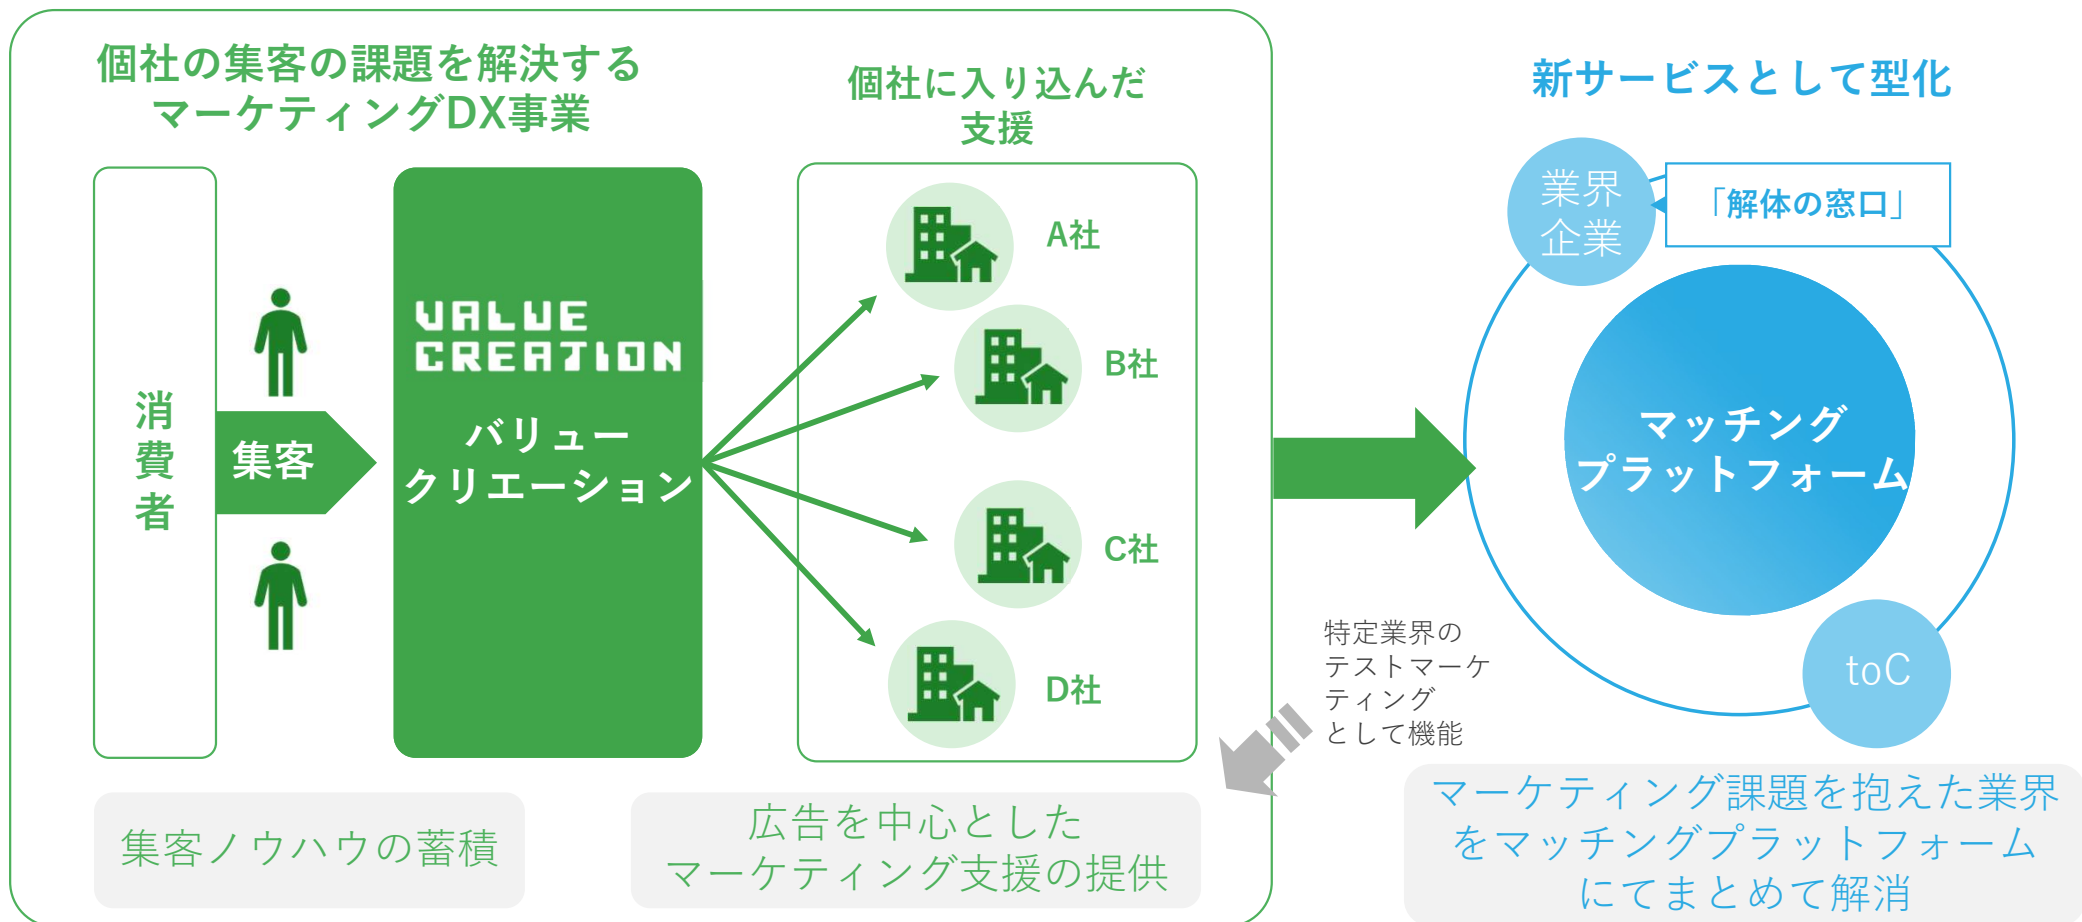 個社の集客の課題を解決する
マーケティングDX事業
個社に入り込んだ
支援
消費者
集客
VALUE
CREATION
バリュー
クリエーション
A社
B社
C社
D社
集客ノウハウの蓄積
広告を中心とした
マーケティング支援の提供
新サービスとして型化
業界
企業
「解体の窓口」
マッチング
プラットフォーム
toC
特定業界の
テストマーケ
ティング
として機能
マーケティング課題を抱えた業界
をマッチングプラットフォーム
にてまとめて解消